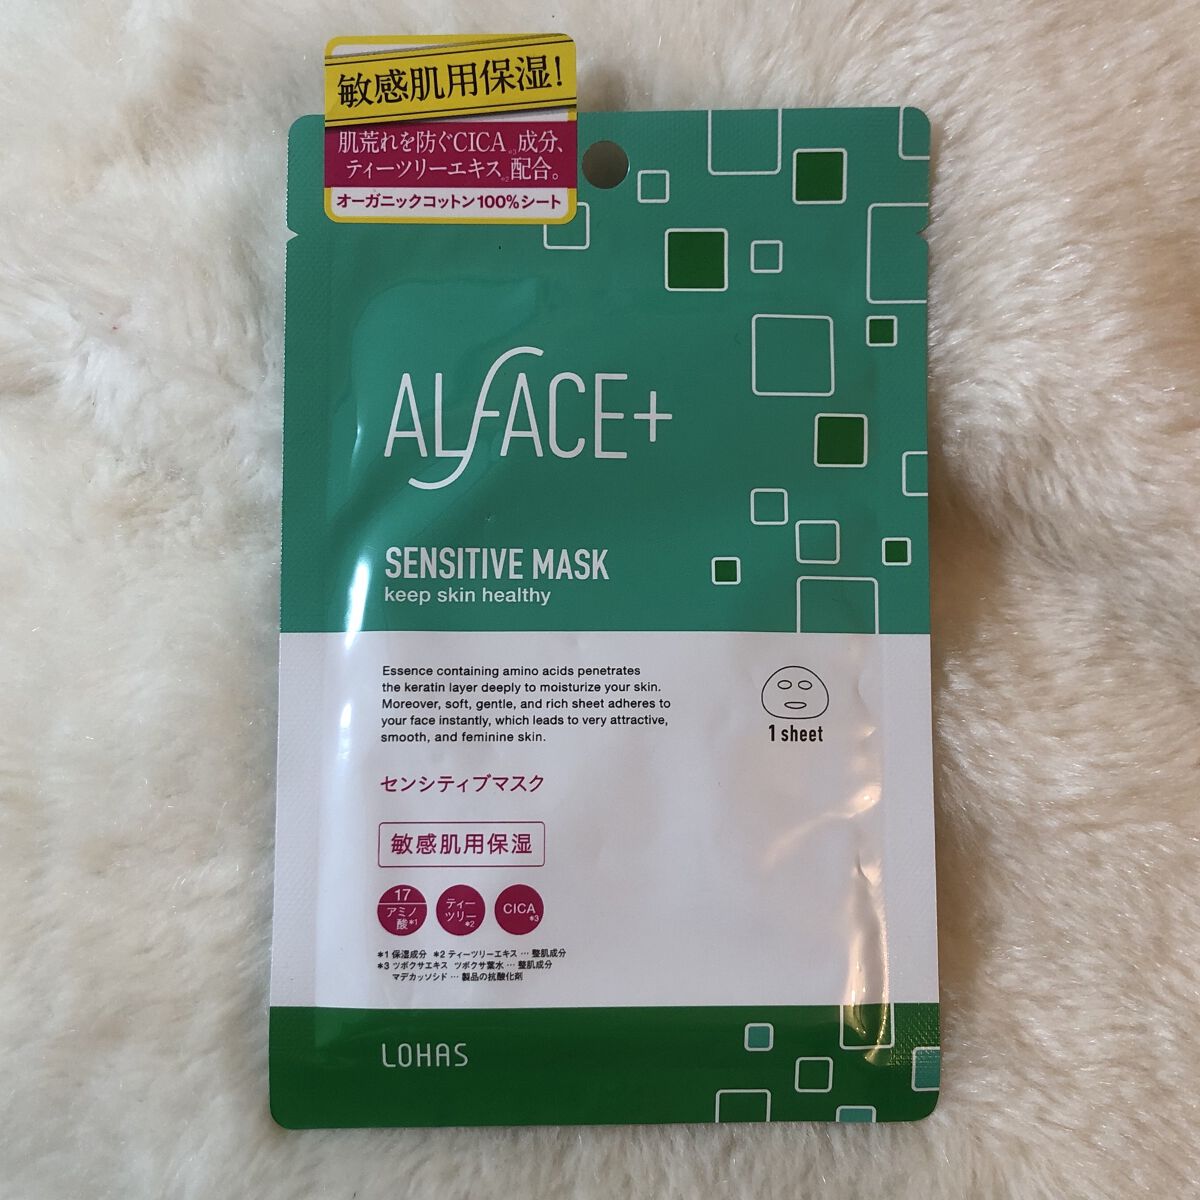 敏感肌用保湿!
肌荒れを防ぐCICA※3成分、
ティーツリーエキス※2配合。
オーガニックコットン100%シート
ALFACE+
SENSITIVE MASK
keep skin healthy
Essence containing amino acids penetrates
the keratin layer deeply to moisturize your skin.
Moreover, soft, gentle, and rich sheet adheres to
your face instantly, which leads to very attractive,
smooth, and feminine skin.
1 sheet
センシティブマスク
敏感肌用保湿
17
アミノ
酸*1
ティー
ツリー*2
CICA
*3
*1 保湿成分 *2 ティーツリーエキス … 整肌成分
*3 ツボクサエキス ツボクサ葉水 … 整肌成分
マデカッソシド … 製品の抗酸化剤
LOHAS